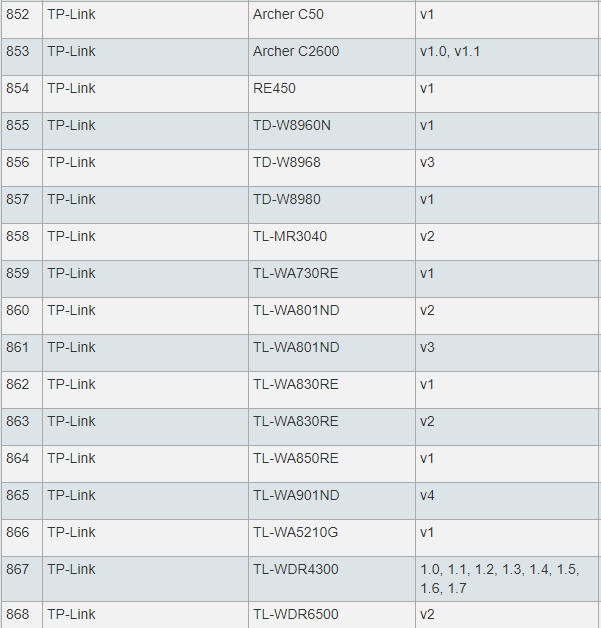 852 TP-Link Archer C50 v1
853 TP-Link Archer C2600 v1.0, v1.1
854 TP-Link RE450 v1
855 TP-Link TD-W8960N v1
856 TP-Link TD-W8968 v3
857 TP-Link TD-W8980 v1
858 TP-Link TL-MR3040 v2
859 TP-Link TL-WA730RE v1
860 TP-Link TL-WA801ND v2
861 TP-Link TL-WA801ND v3
862 TP-Link TL-WA830RE v1
863 TP-Link TL-WA830RE v2
864 TP-Link TL-WA850RE v1
865 TP-Link TL-WA901ND v4
866 TP-Link TL-WA5210G v1
867 TP-Link TL-WDR4300 1.0, 1.1, 1.2, 1.3, 1.4, 1.5,
1.6, 1.7
868 TP-Link TL-WDR6500 v2